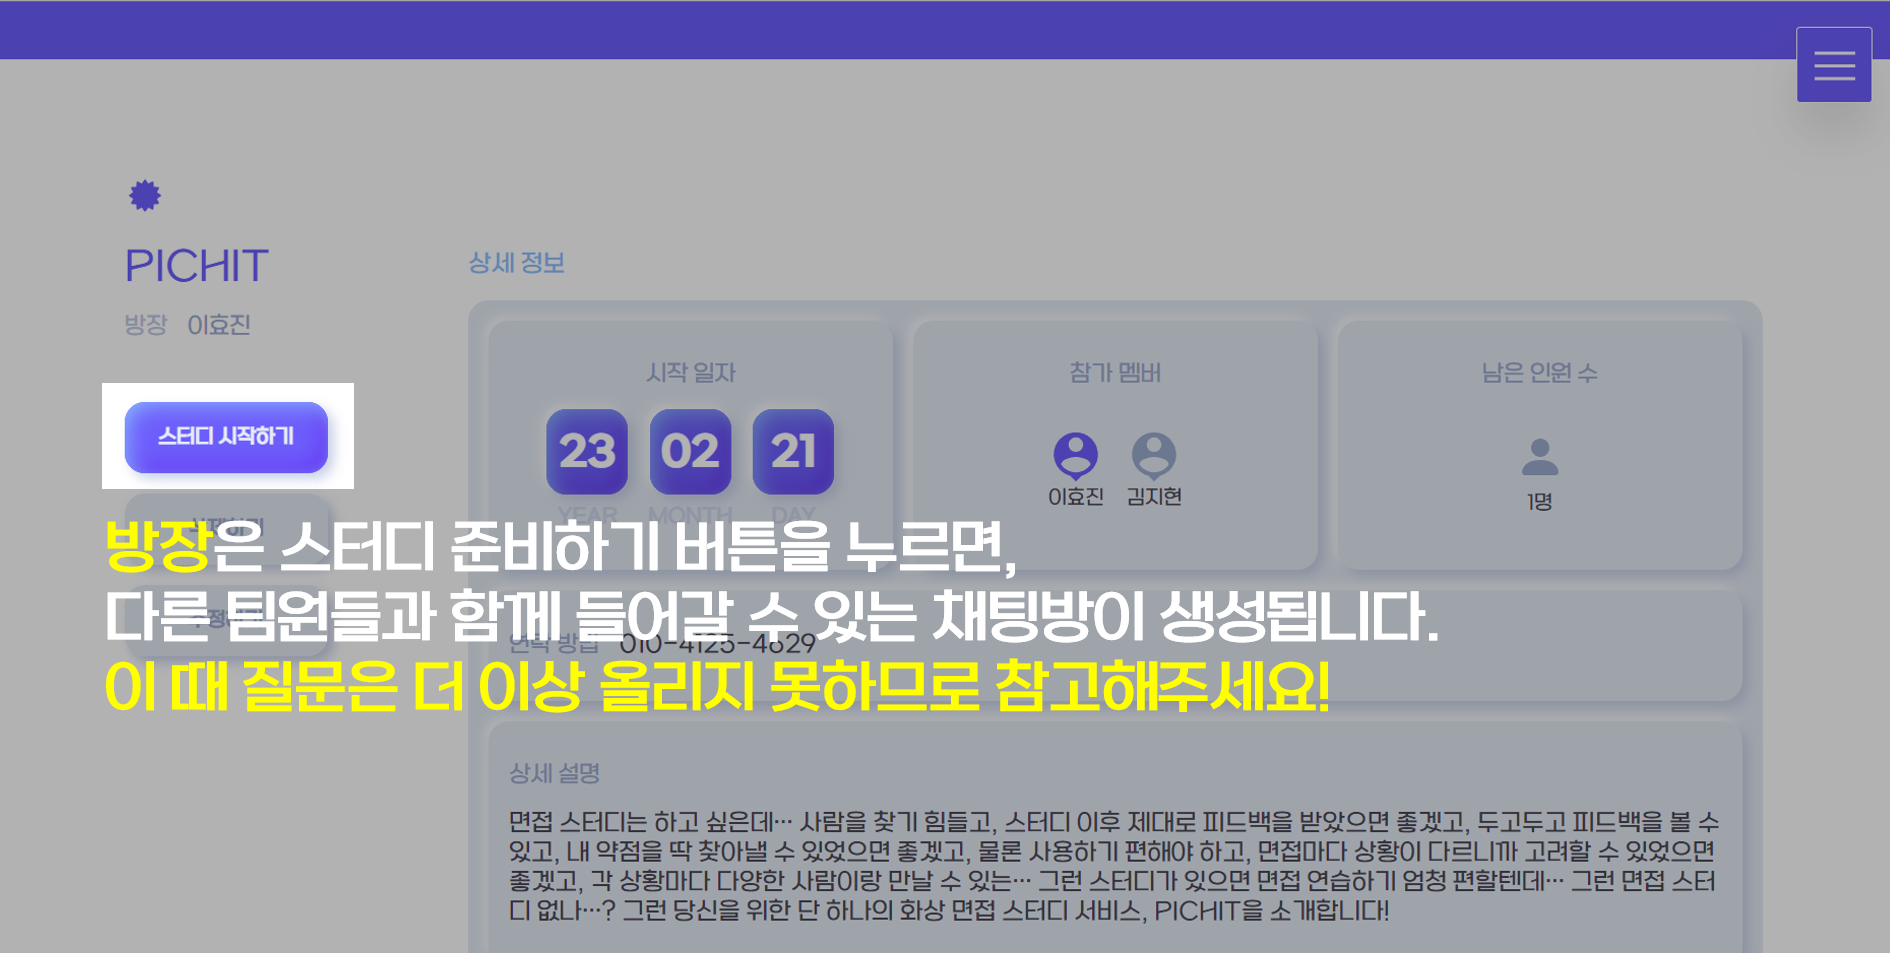 PICHIT
방장 이효진
스터디 시작하기
삭제하기
상세 정보
시작 일자
23 02 21
YEAR MONTH DAY
참가 멤버
이효진 김지현
남은 인원 수
1명
방장은 스터디 준비하기 버튼을 누르면,
다른 팀원들과 함께 들어갈 수 있는 채팅방이 생성됩니다.
이 때 질문은 더 이상 올리지 못하므로 참고해주세요!
연락 방법 010-4125-4629
상세 설명
면접 스터디는 하고 싶은데… 사람을 찾기 힘들고, 스터디 이후 제대로 피드백을 받았으면 좋겠고, 두고두고 피드백을 볼 수
있고, 내 약점을 딱 찾아낼 수 있었으면 좋겠고, 물론 사용하기 편해야 하고, 면접마다 상황이 다르니까 고려할 수 있었으면
좋겠고, 각 상황마다 다양한 사람이랑 만날 수 있는… 그런 스터디가 있으면 면접 연습하기 엄청 편할텐데… 그런 면접 스터
디 없나…? 그런 당신을 위한 단 하나의 화상 면접 스터디 서비스, PICHIT을 소개합니다!